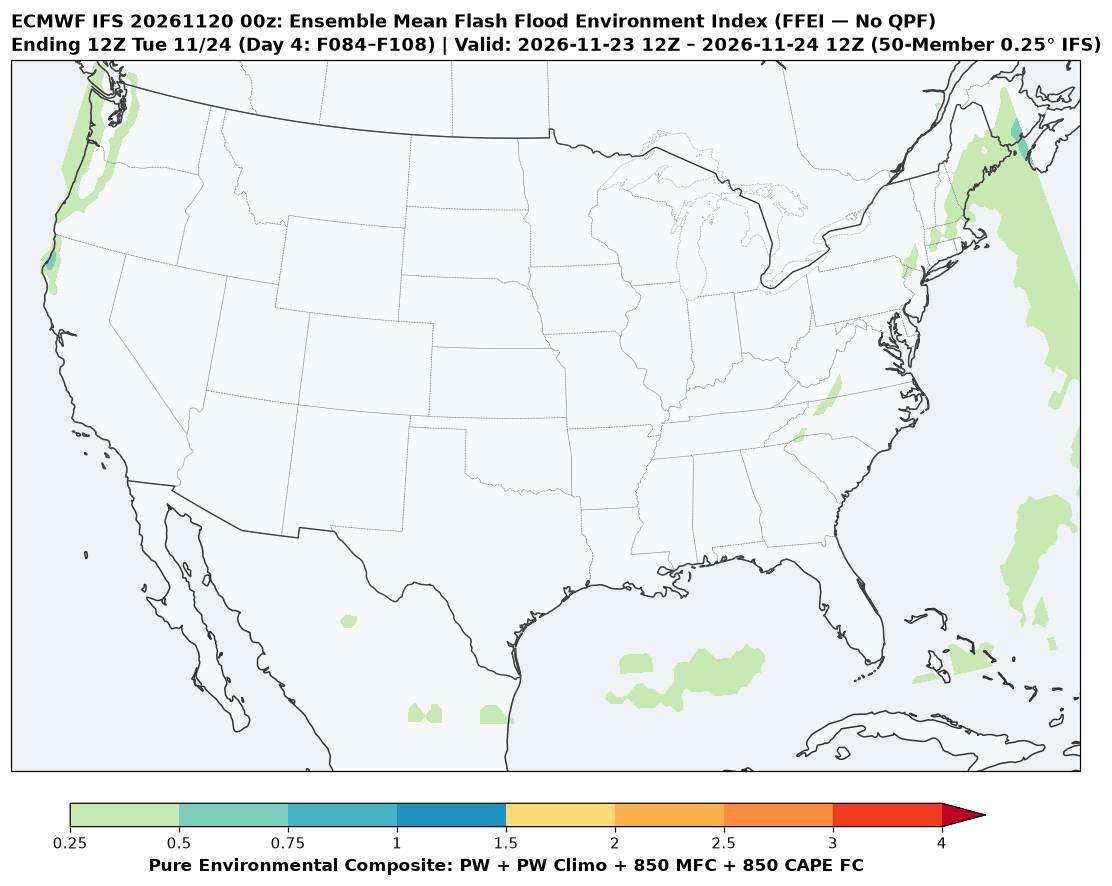 ECMWF IFS 20261120 00z: Ensemble Mean Flash Flood Environment Index (FFEI — No QPF)
Ending 12Z Tue 11/24 (Day 4: F084–F108) | Valid: 2026-11-23 12Z – 2026-11-24 12Z (50-Member 0.25° IFS)
0.25 0.5 0.75 1 1.5 2 2.5 3 4
Pure Environmental Composite: PW + PW Climo + 850 MFC + 850 CAPE FC